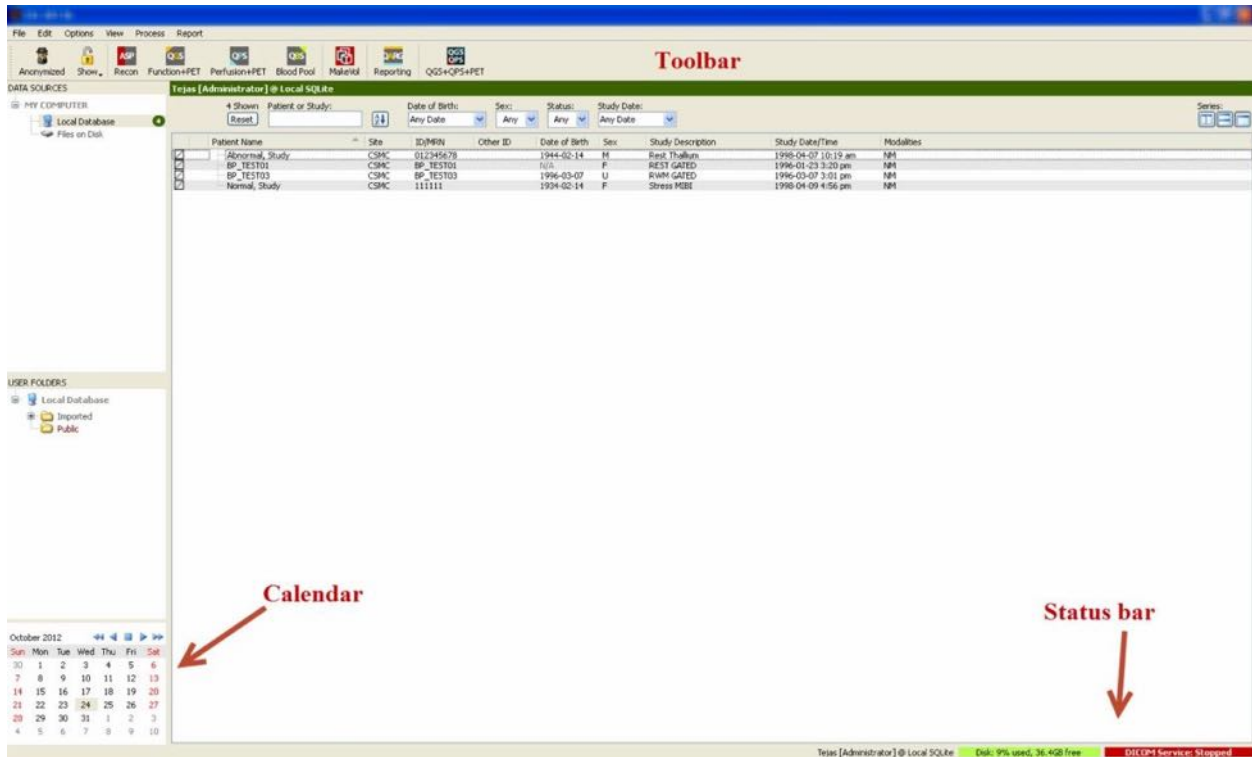 File Edit Options View Process Report
Toolbar
Anonymized Show Recon Function+PET Perfusion+PET Blood Pool MakeVol Reporting QGS+QPS+PET
DATA SOURCES
MY COMPUTER
Local Database 4
Files on Disk
Tejas [Administrator] @ Local SQLite
4 Shown Patient or Study: Date of Birth: Sex: Status: Study Date: Series:
Reset Any Date Any Any Any Date
Patient Name Site ID/MRN Other ID Date of Birth Sex Study Description Study Date/Time Modalities
Abnormal, Study CSMC 012345678 1944-02-14 M Rest Thallium 1998-04-07 10:19 am NM
BP_TEST01 CSMC BP_TEST01 N/A F REST GATED 1996-01-23 3:20 pm NM
BP_TEST03 CSMC BP_TEST03 1996-03-07 U RWM GATED 1996-03-07 3:01 pm NM
Normal, Study CSMC 111111 1934-02-14 F Stress MIBI 1998-04-09 4:56 pm NM
USER FOLDERS
Local Database
Imported
Public
Calendar
Status bar
October 2012
Sun Mon Tue Wed Thu Fri Sat
30 1 2 3 4 5 6
7 8 9 10 11 12 13
14 15 16 17 18 19 20
21 22 23 24 25 26 27
28 29 30 31 1 2 3
4 5 6 7 8 9 10
Tejas [Administrator] @ Local SQLite Disk: 9% used, 36.4GB free DICOM Service: Stopped